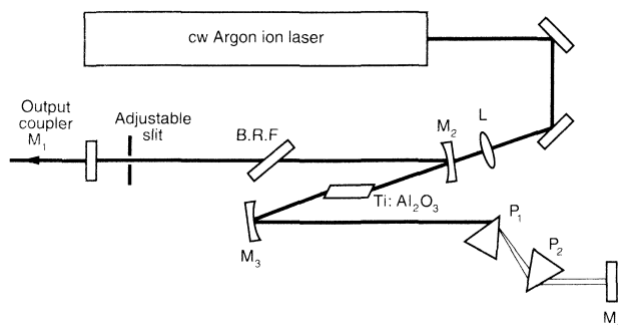 cw Argon ion laser
Output
coupler
M₁
Adjustable
slit
B.R.F
M₂
L
Ti: Al₂O₃
M₃
P₁
P₂
M